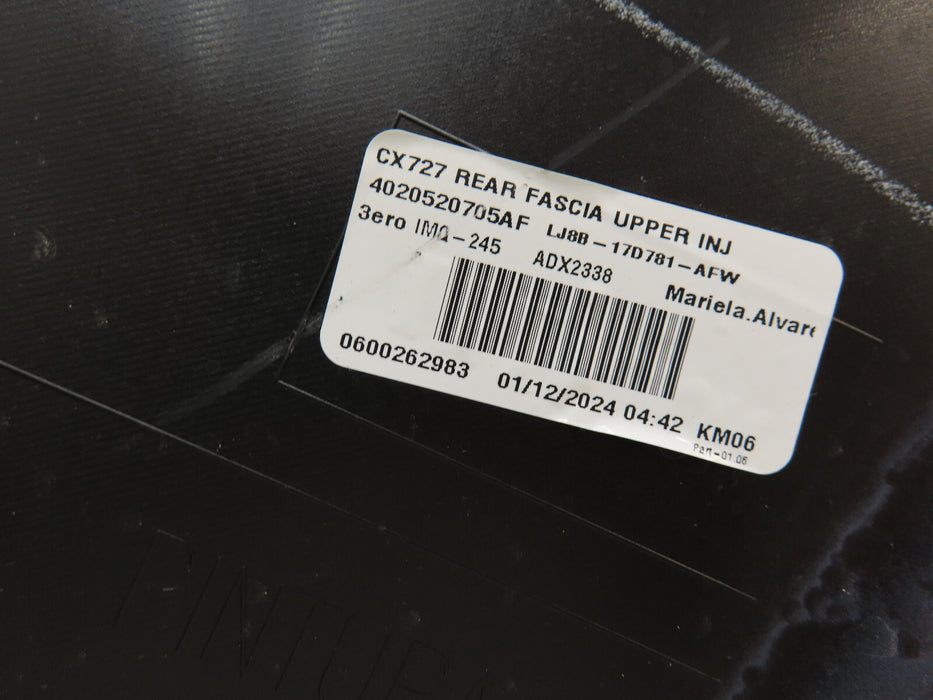 CX727 REAR FASCIA UPPER INJ
4020520705AF LJ8B-17D781-AFW
3ero IMQ-245 ADX2338 Mariela.Alvare
0600262983 01/12/2024 04:42 KM06
Part-01.05
PINTURA